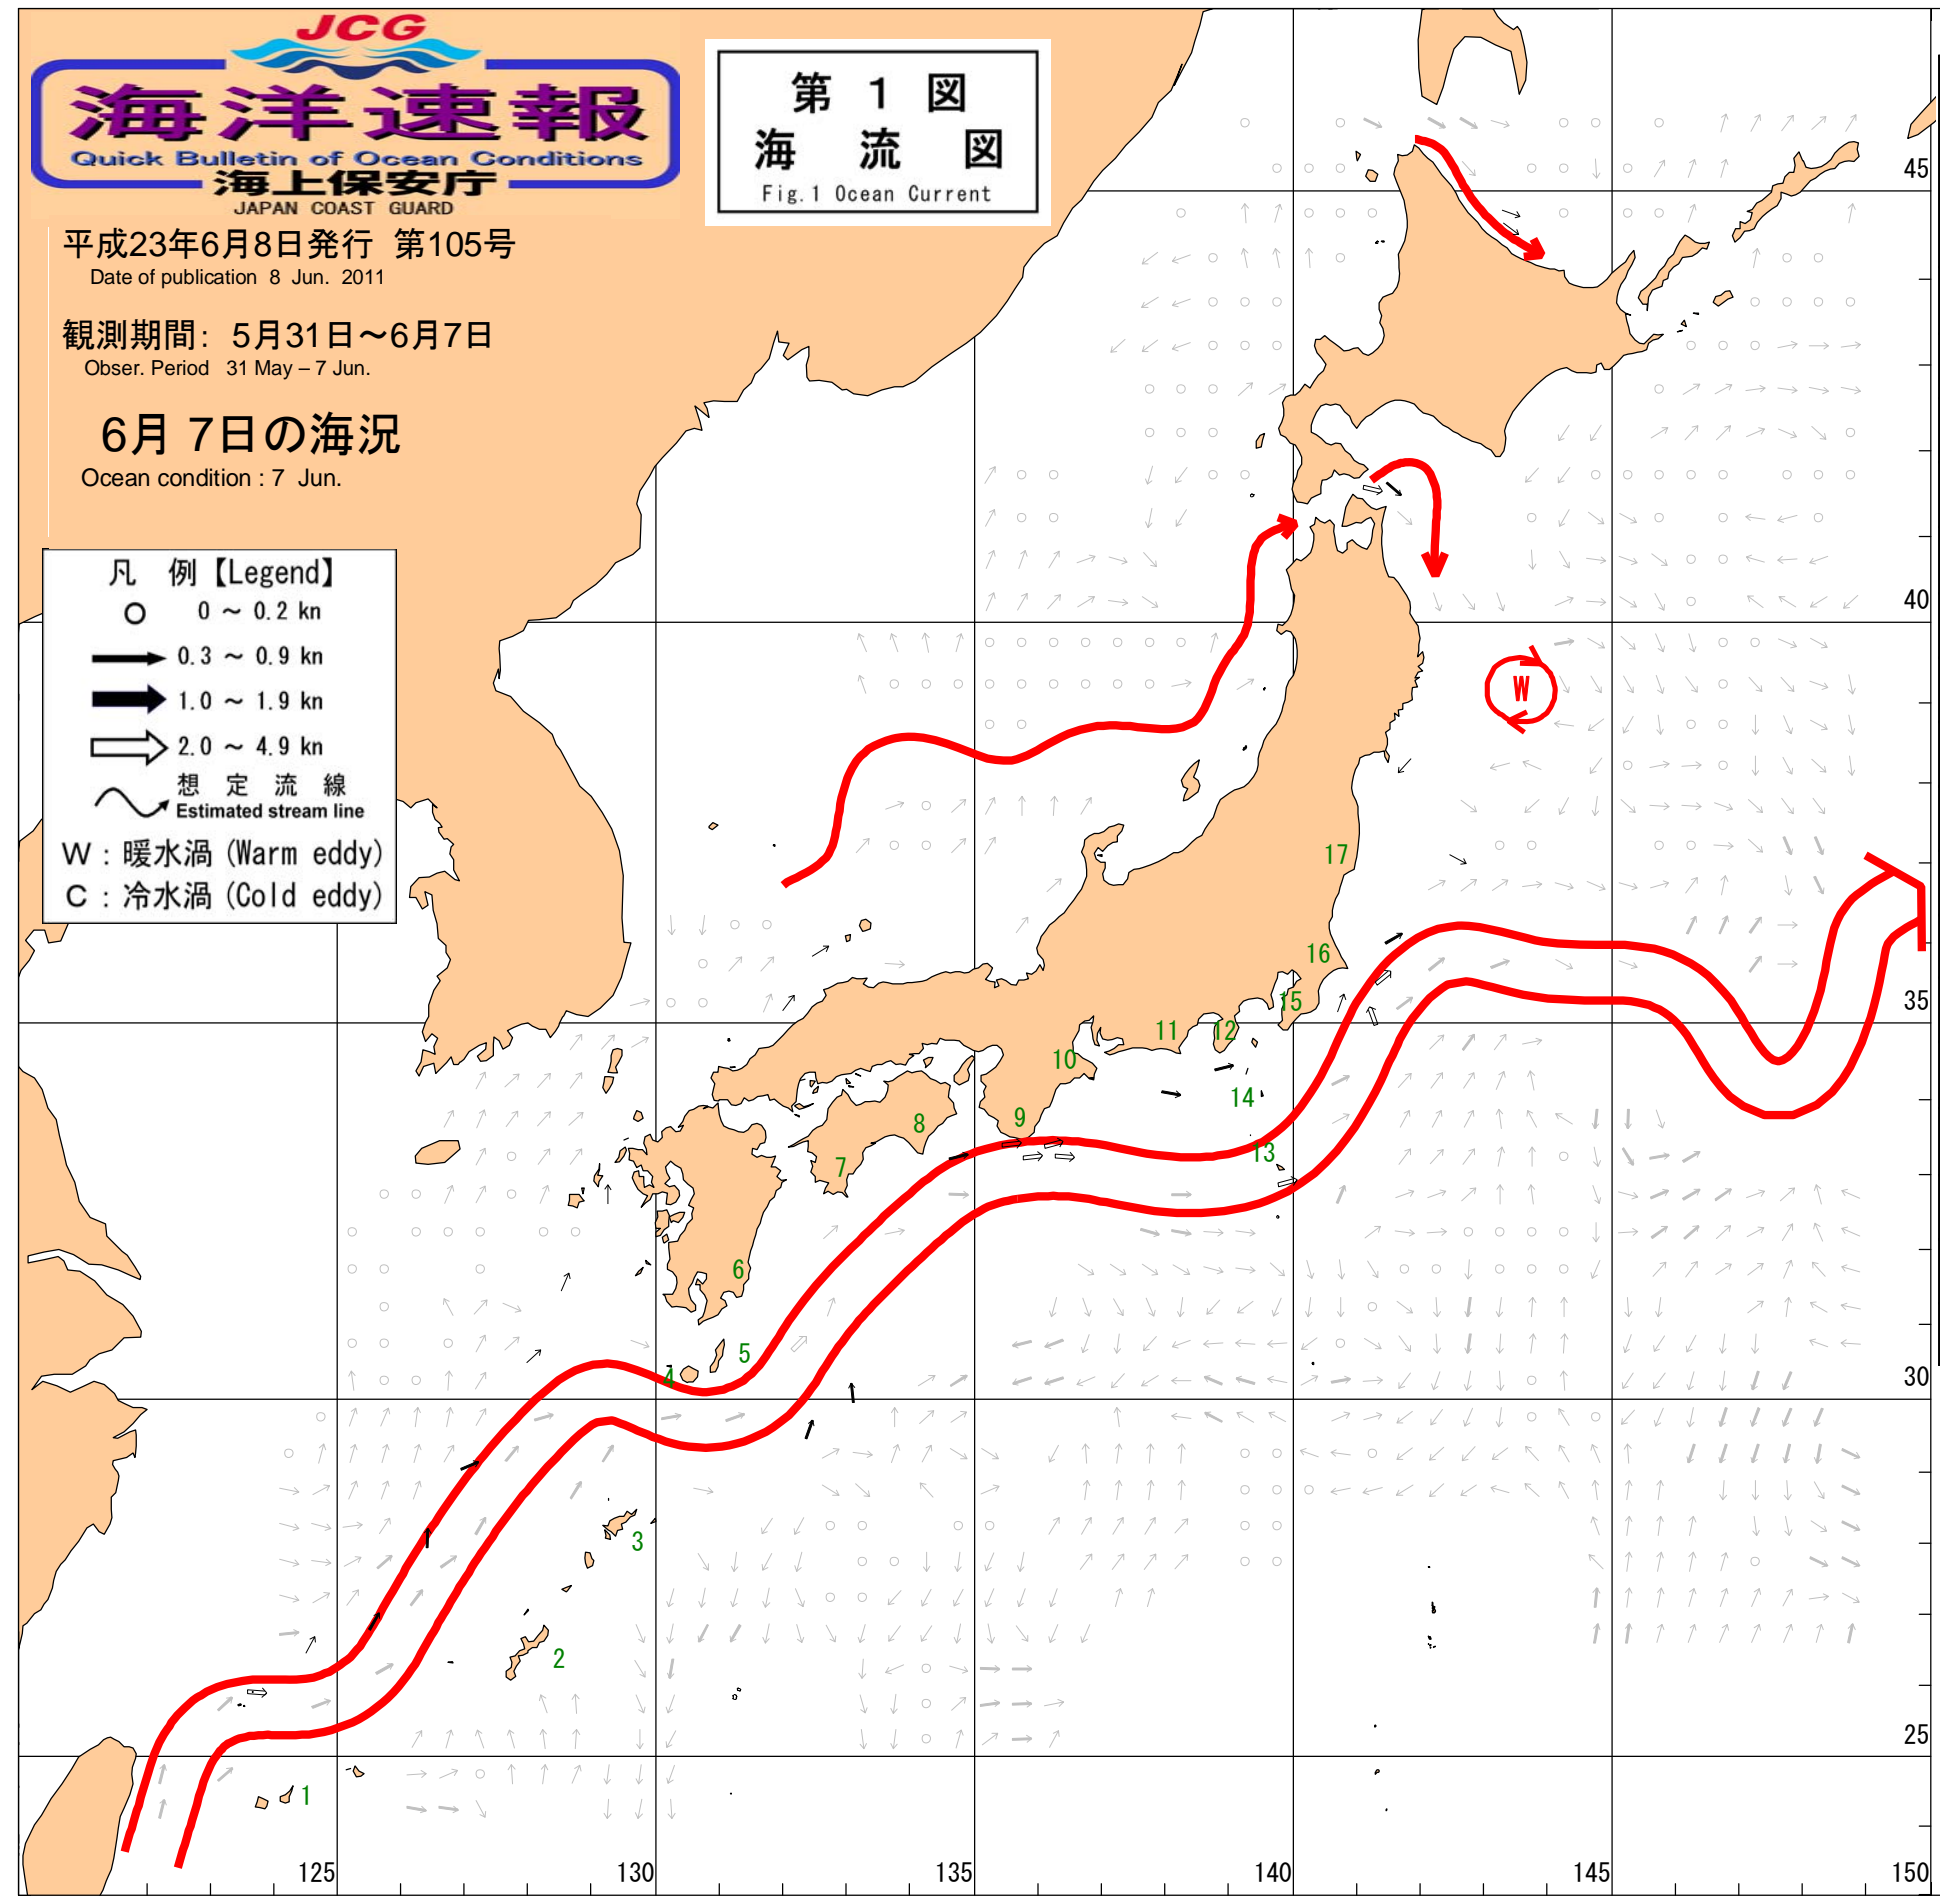 JCG
海洋速報
Quick Bulletin of Ocean Conditions
海上保安庁
JAPAN COAST GUARD
第 1 図
海 流 図
Fig.1 Ocean Current
平成23年6月8日発行 第105号
Date of publication 8 Jun. 2011
観測期間: 5月31日～6月7日
Obser. Period 31 May – 7 Jun.
6月 7日の海況
Ocean condition : 7 Jun.
凡 例【Legend】
0 ～ 0.2 kn
0.3 ～ 0.9 kn
1.0 ～ 1.9 kn
2.0 ～ 4.9 kn
想 定 流 線
Estimated stream line
W : 暖水渦 (Warm eddy)
C : 冷水渦 (Cold eddy)
45
40
W
17
16
35
15
12
11
10
14
9
8
13
7
6
5
4
30
3
2
25
1
125
130
135
140
145
150